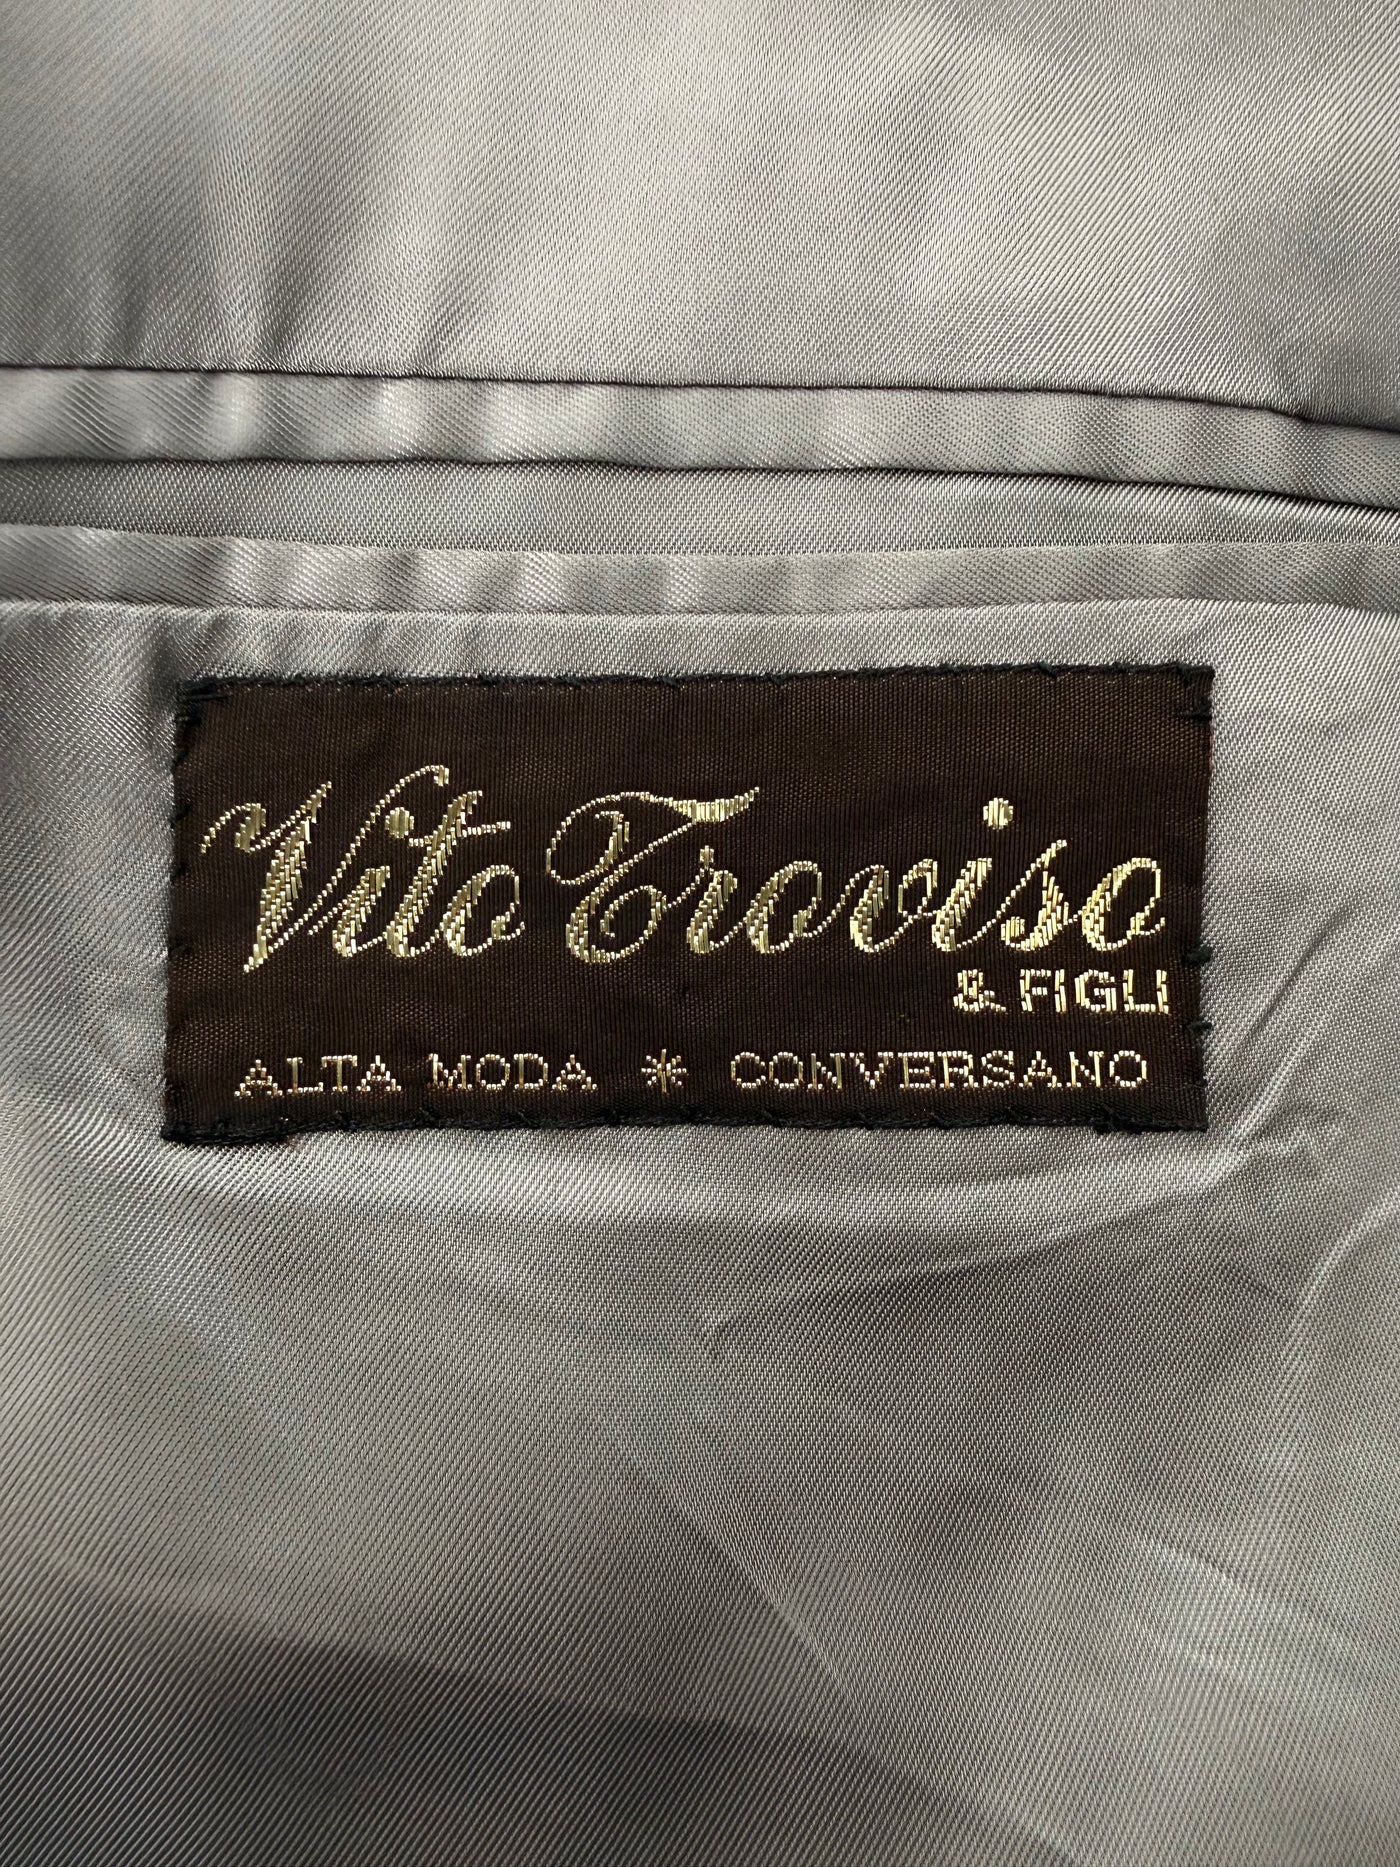 Vito Troviso
& FIGLI
ALTA MODA * CONVERSANO